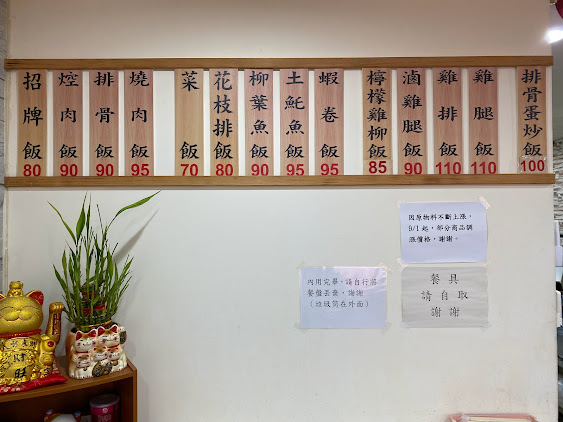 招牌飯 80
焢肉飯 90
排骨飯 90
燒肉飯 95
菜飯 70
花枝排飯 80
柳葉魚飯 90
土魠魚飯 95
蝦卷飯 95
檸檬雞柳飯 85
滷雞腿飯 90
雞排飯 110
雞腿飯 110
排骨蛋炒飯 100
因原物料不斷上漲，
9/1起，部分商品調
漲價格，謝謝。
內用完畢，請自行將
餐盤丟棄，謝謝
（垃圾筒在外面）
餐具
請自取
謝謝
旺